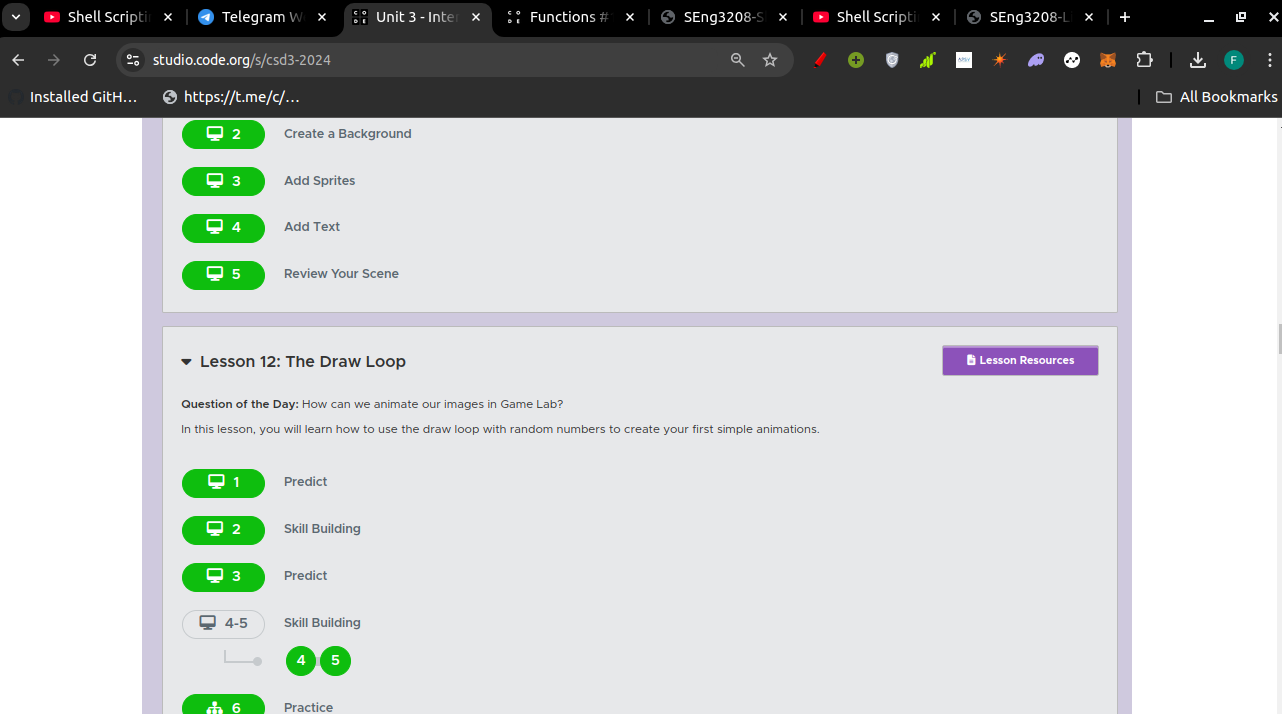 Shell Scripti
Telegram W
Unit 3 - Inte
Functions #
SEng3208-S
Shell Scripti
SEng3208-L
studio.code.org/s/csd3-2024
F
Installed GitH...
https://t.me/c/...
All Bookmarks
2 Create a Background
3 Add Sprites
4 Add Text
5 Review Your Scene
Lesson 12: The Draw Loop
Lesson Resources
Question of the Day: How can we animate our images in Game Lab?
In this lesson, you will learn how to use the draw loop with random numbers to create your first simple animations.
1 Predict
2 Skill Building
3 Predict
4-5 Skill Building
4 5
6 Practice